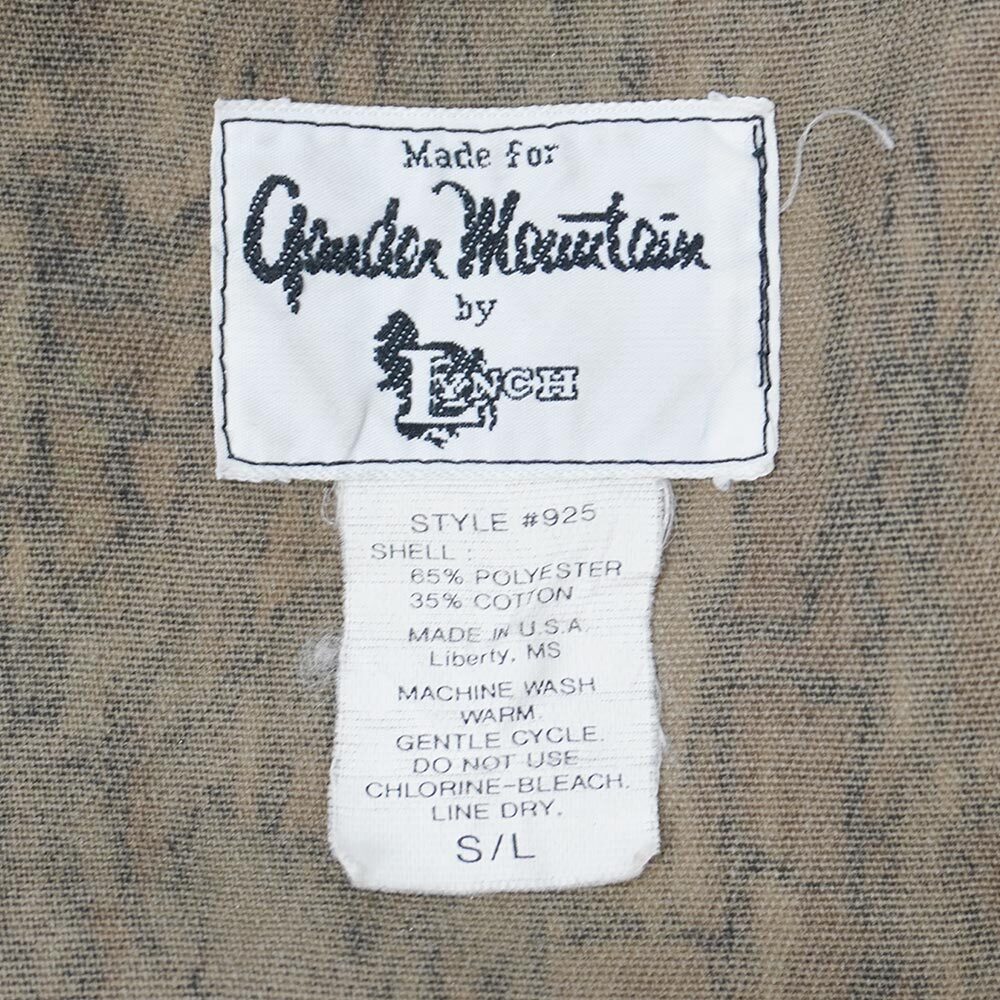 Made for
Gander Mountain
by
LYNCH
STYLE #925
SHELL :
65% POLYESTER
35% COTTON
MADE IN U.S.A.
Liberty, MS
MACHINE WASH
WARM.
GENTLE CYCLE.
DO NOT USE
CHLORINE-BLEACH.
LINE DRY.
S/L